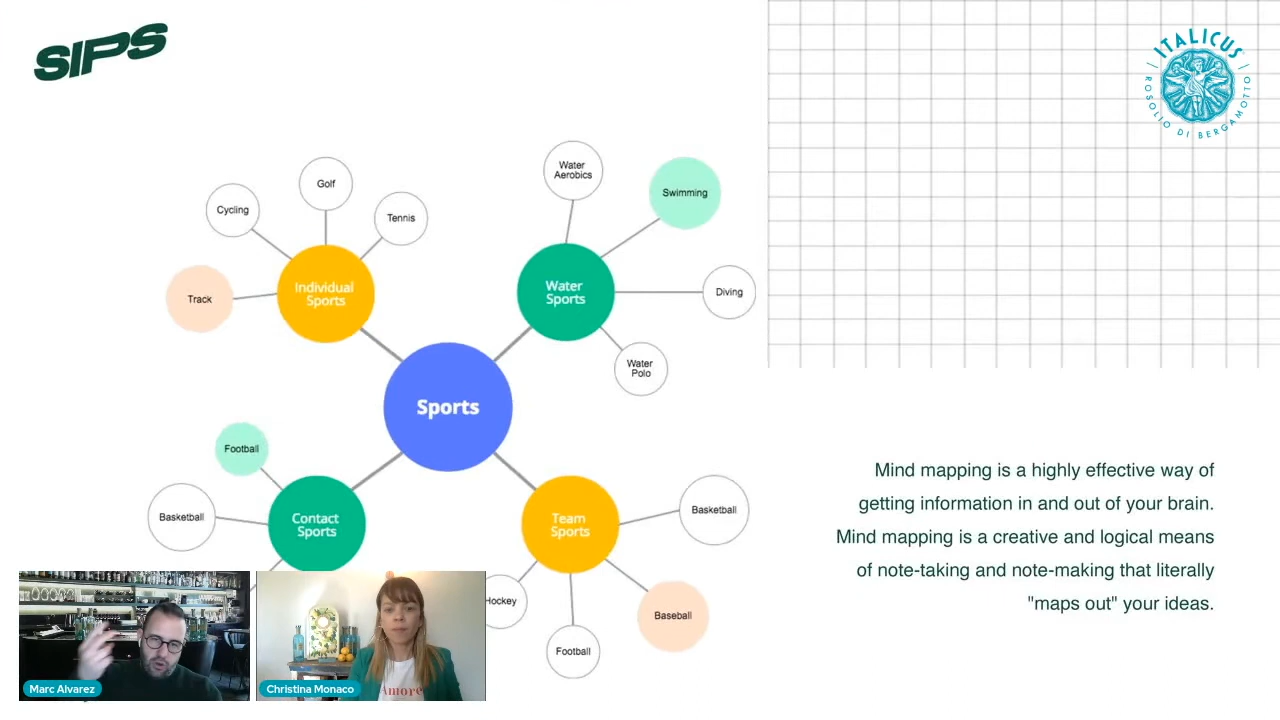 SIPS
ITALICUS
ROSOLIO DI BERGAMOTTO
Water
Aerobics
Golf
Swimming
Cycling
Tennis
Individual
Sports
Water
Sports
Track
Diving
Water
Polo
Sports
Football
Basketball
Contact
Sports
Team
Sports
Basketball
Hockey
Baseball
Football
Mind mapping is a highly effective way of
getting information in and out of your brain.
Mind mapping is a creative and logical means
of note-taking and note-making that literally
"maps out" your ideas.
Amore
Marc Alvarez
Christina Monaco